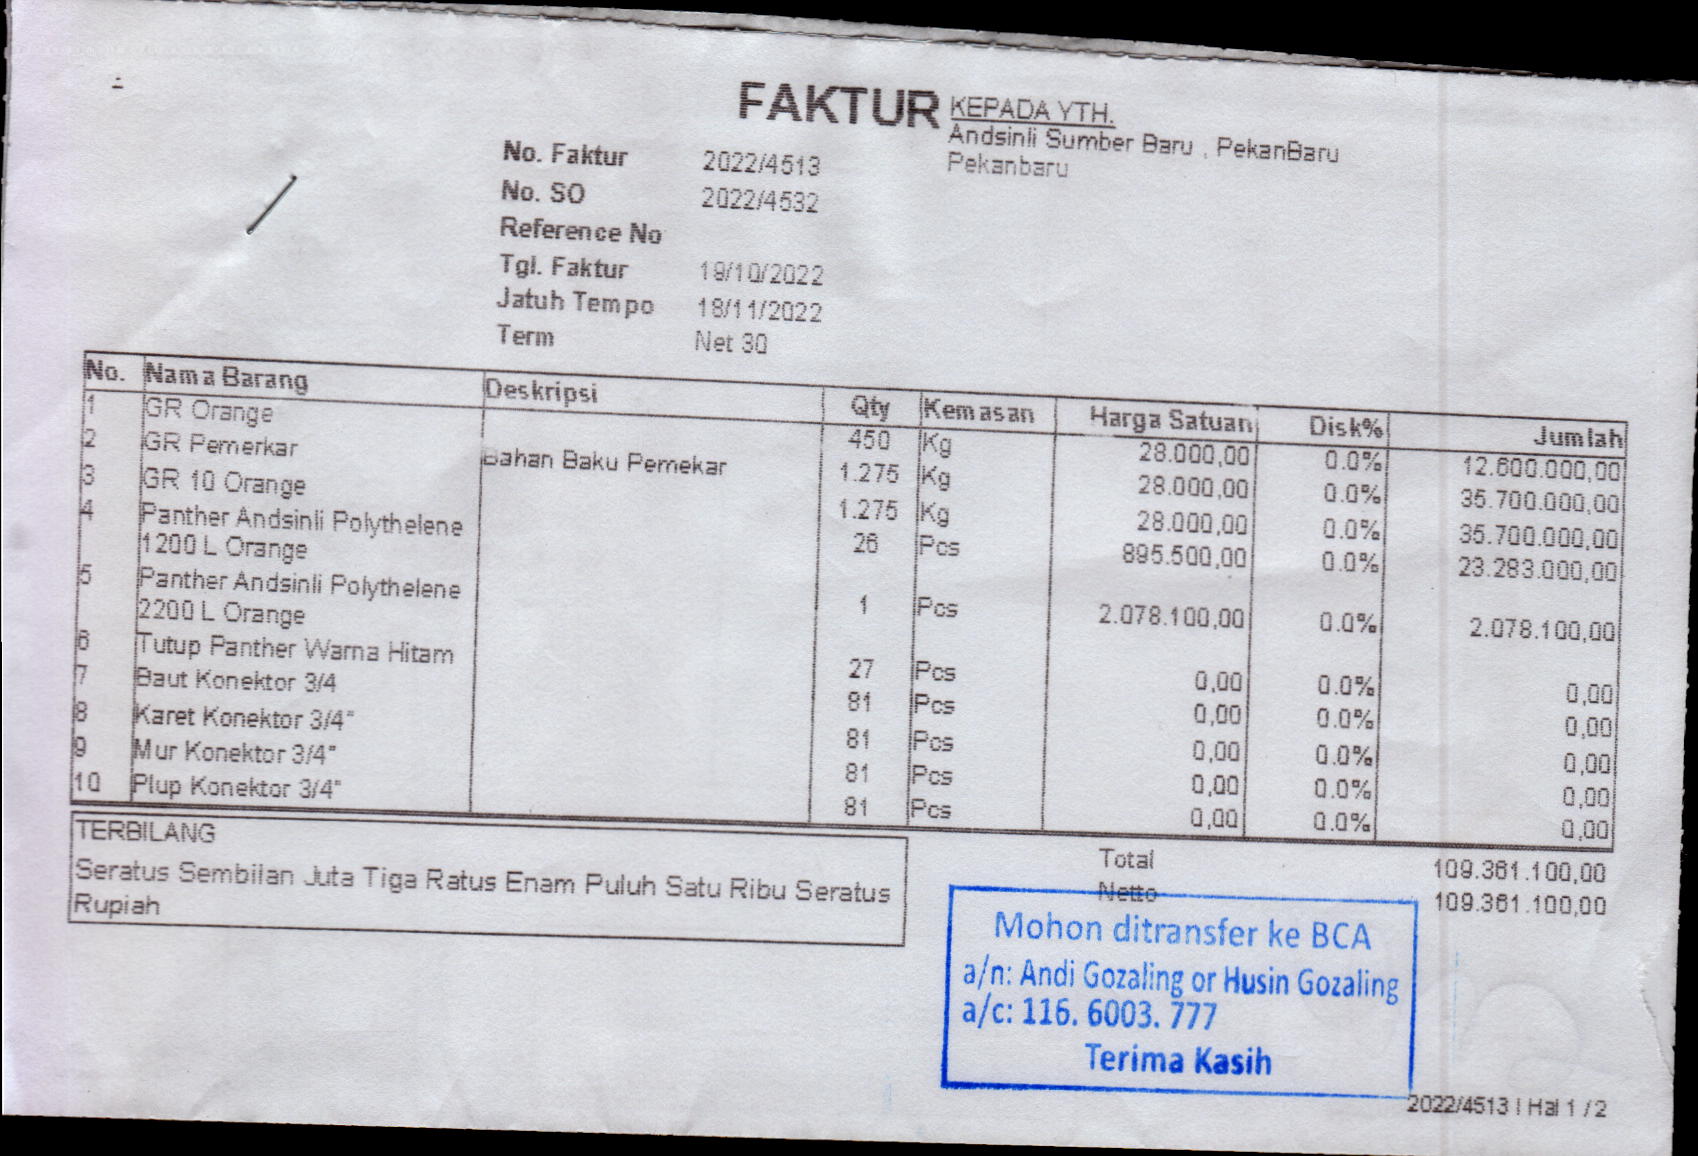 FAKTUR
KEPADA YTH.
Andsinli Sumber Baru , PekanBaru
Pekanbaru
No. Faktur 2022/4513
No. SO 2022/4532
Reference No
Tgl. Faktur 19/10/2022
Jatuh Tempo 18/11/2022
Term Net 30
No. Nama Barang Deskripsi Qty Kemasan Harga Satuan Disk% Jumlah
1 GR Orange 450 Kg 28.000,00 0.0% 12.600.000,00
2 GR Pemerkar Bahan Baku Pemekar 1.275 Kg 28.000,00 0.0% 35.700.000,00
3 GR 10 Orange 1.275 Kg 28.000,00 0.0% 35.700.000,00
4 Panther Andsinli Polythelene 26 Pcs 895.500,00 0.0% 23.283.000,00
1200 L Orange
5 Panther Andsinli Polythelene 1 Pcs 2.078.100,00 0.0% 2.078.100,00
2200 L Orange
6 Tutup Panther Warna Hitam 27 Pcs 0,00 0.0% 0,00
7 Baut Konektor 3/4 81 Pcs 0,00 0.0% 0,00
8 Karet Konektor 3/4" 81 Pcs 0,00 0.0% 0,00
9 Mur Konektor 3/4" 81 Pcs 0,00 0.0% 0,00
10 Plup Konektor 3/4" 81 Pcs 0,00 0.0% 0,00
TERBILANG
Seratus Sembilan Juta Tiga Ratus Enam Puluh Satu Ribu Seratus
Rupiah
Total 109.361.100,00
Netto 109.361.100,00
Mohon ditransfer ke BCA
a/n: Andi Gozaling or Husin Gozaling
a/c: 116. 6003. 777
Terima Kasih
2022/4513 | Hal 1 / 2